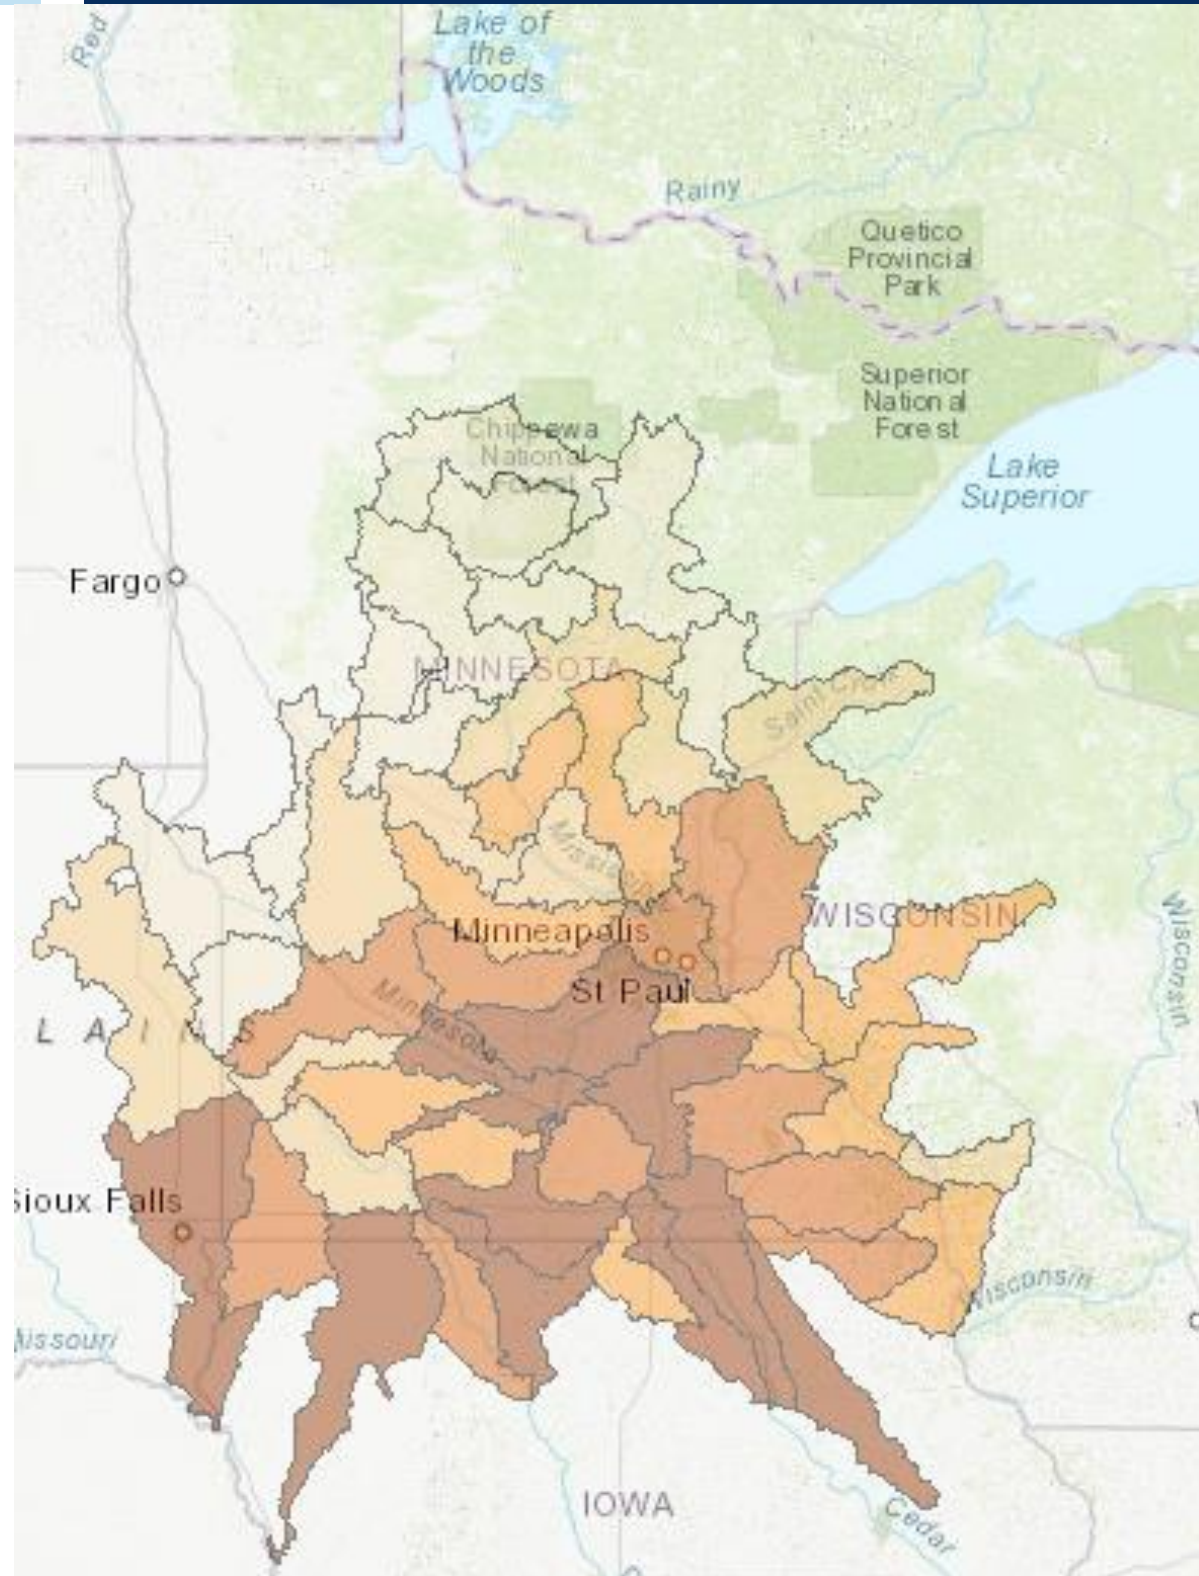 Red
Lake of
the
Woods
Rainy
Quetico
Provincial
Park
Superior
National
Forest
Lake
Superior
Chippewa
National
Forest
Fargo
MINNESOTA
Saint Croix
Mississippi
WISCONSIN
Wisconsin
Minneapolis
St Paul
Minnesota
L A I N S
Sioux Falls
Wisconsin
Missouri
IOWA
Cedar